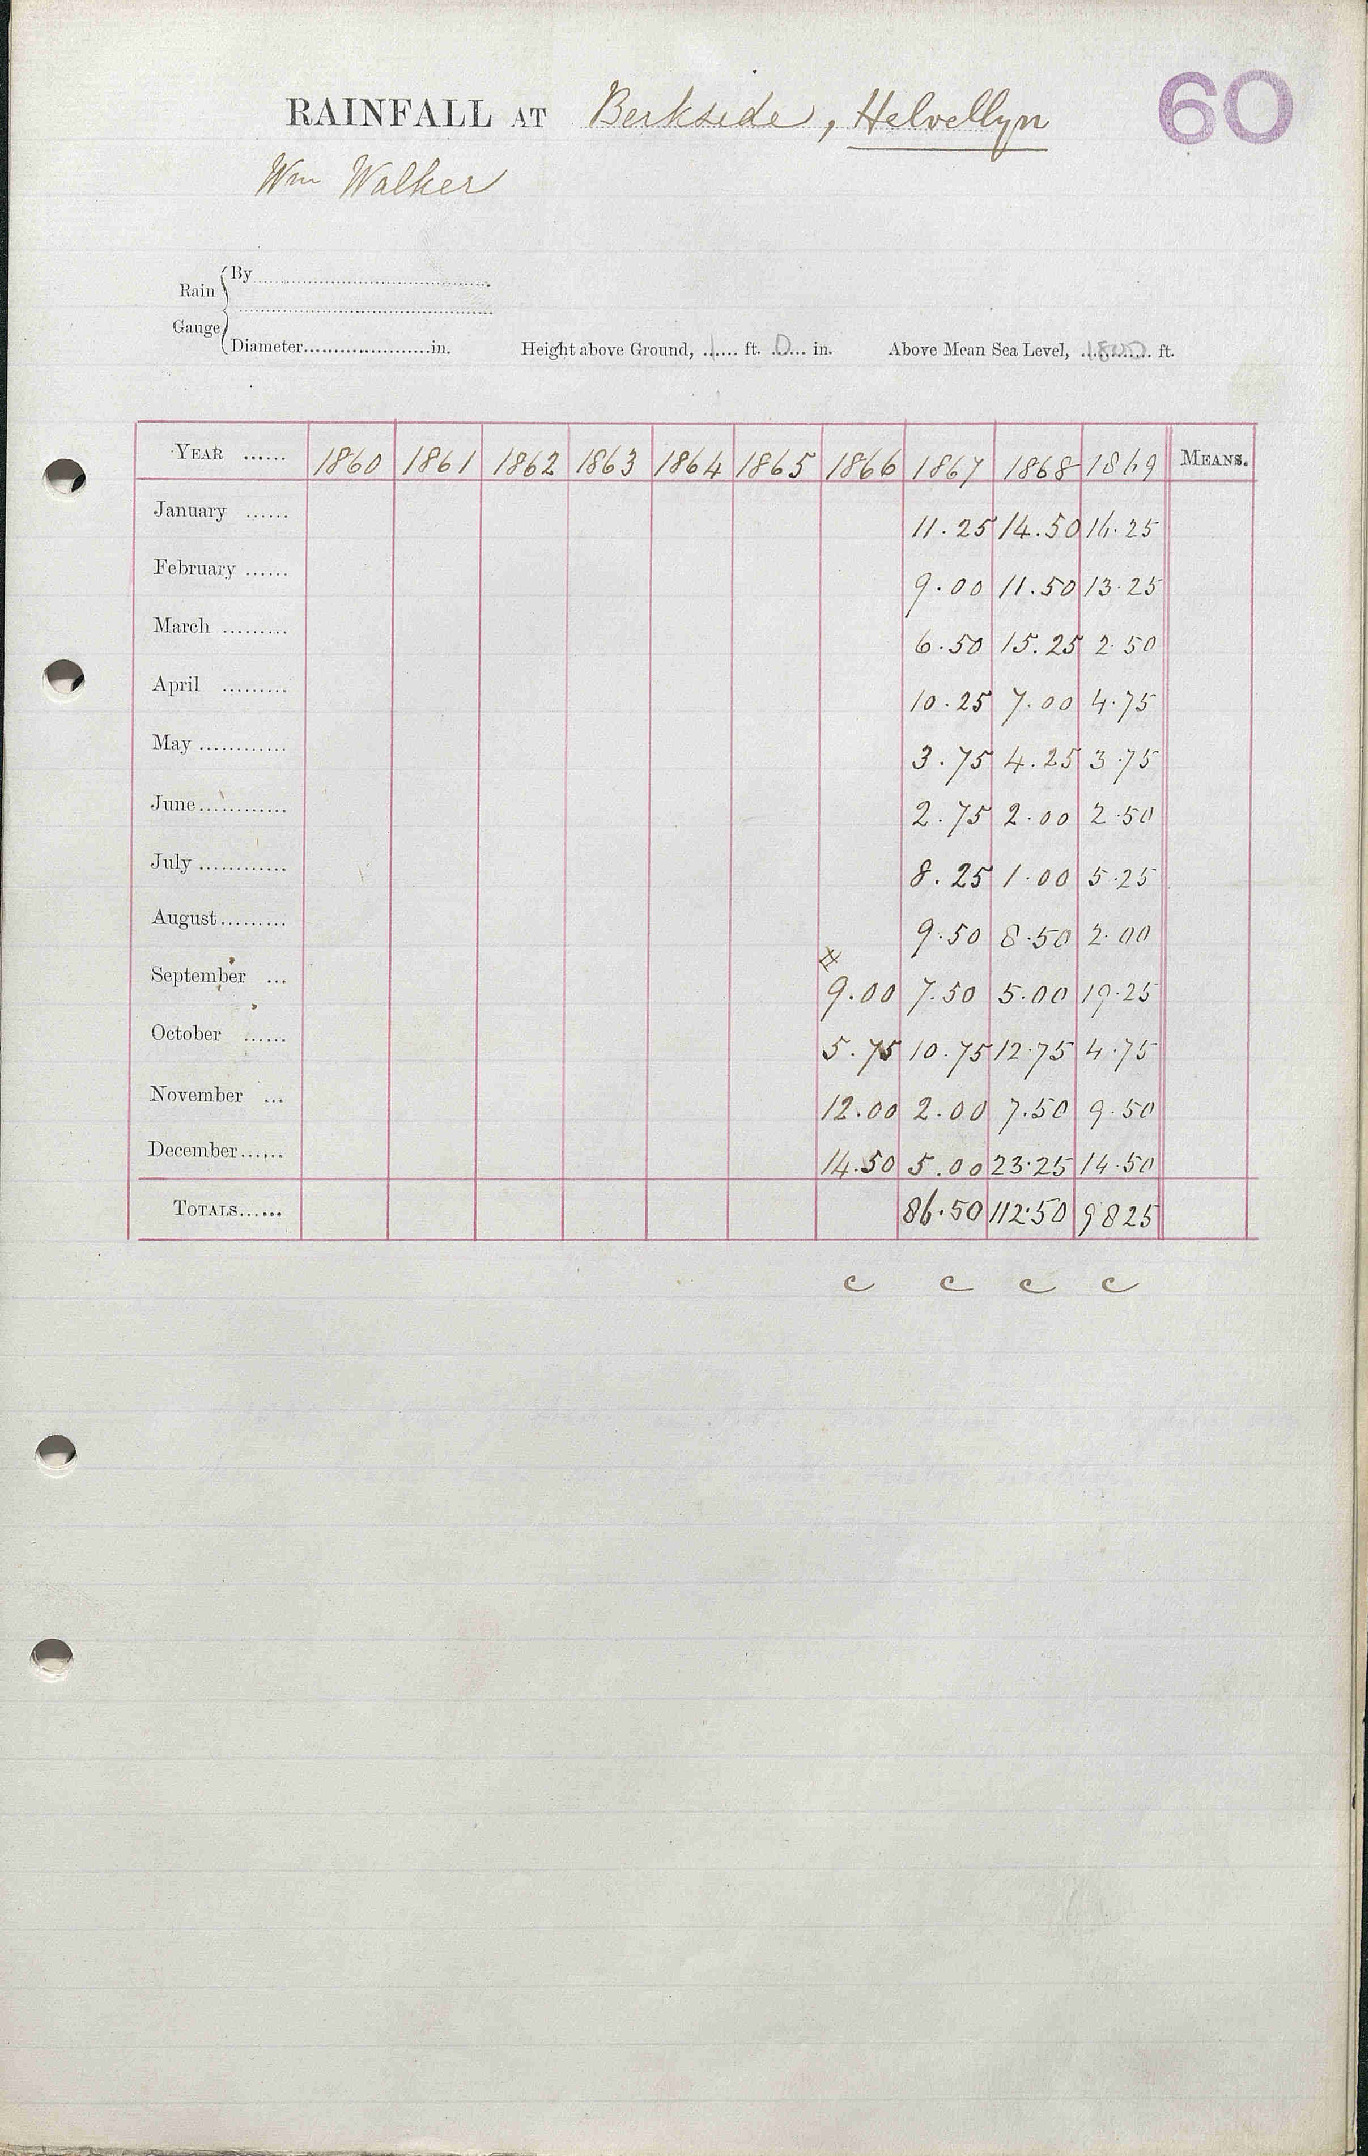 RAINFALL AT Berkside, Helvellyn 60
Wm Walker
Rain Gauge
By
Diameter in.
Height above Ground, 1 ft. 0 in.
Above Mean Sea Level, ft.
YEAR 1860 1861 1862 1863 1864 1865 1866 1867 1868 1869 MEANS.
January 11.25 14.50 16.25
February 9.00 11.50 13.25
March 6.50 15.25 2.50
April 10.25 7.00 4.75
May 3.75 4.25 3.75
June 2.75 2.00 2.50
July 8.25 1.00 5.25
August 9.50 8.50 2.00
September 9.00 7.50 5.00 19.25
October 5.75 10.75 12.75 4.75
November 12.00 2.00 7.50 9.50
December 14.50 5.00 23.25 14.50
TOTALS 86.50 112.50 98 25
c c c c